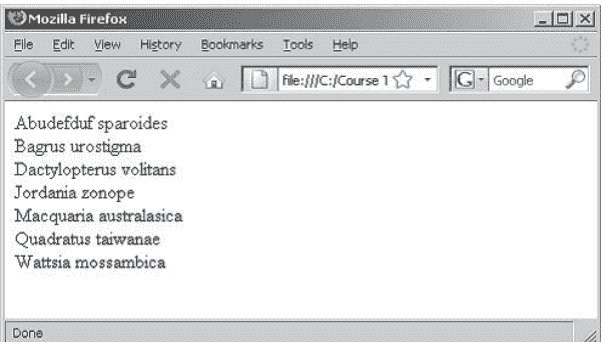 Mozilla Firefox
File Edit View History Bookmarks Tools Help
file:///C:/Course 1 G Google
Abudefduf sparoides
Bagrus urostigma
Dactylopterus volitans
Jordania zonope
Macquaria australasica
Quadratus taiwanae
Wattsia mossambica
Done